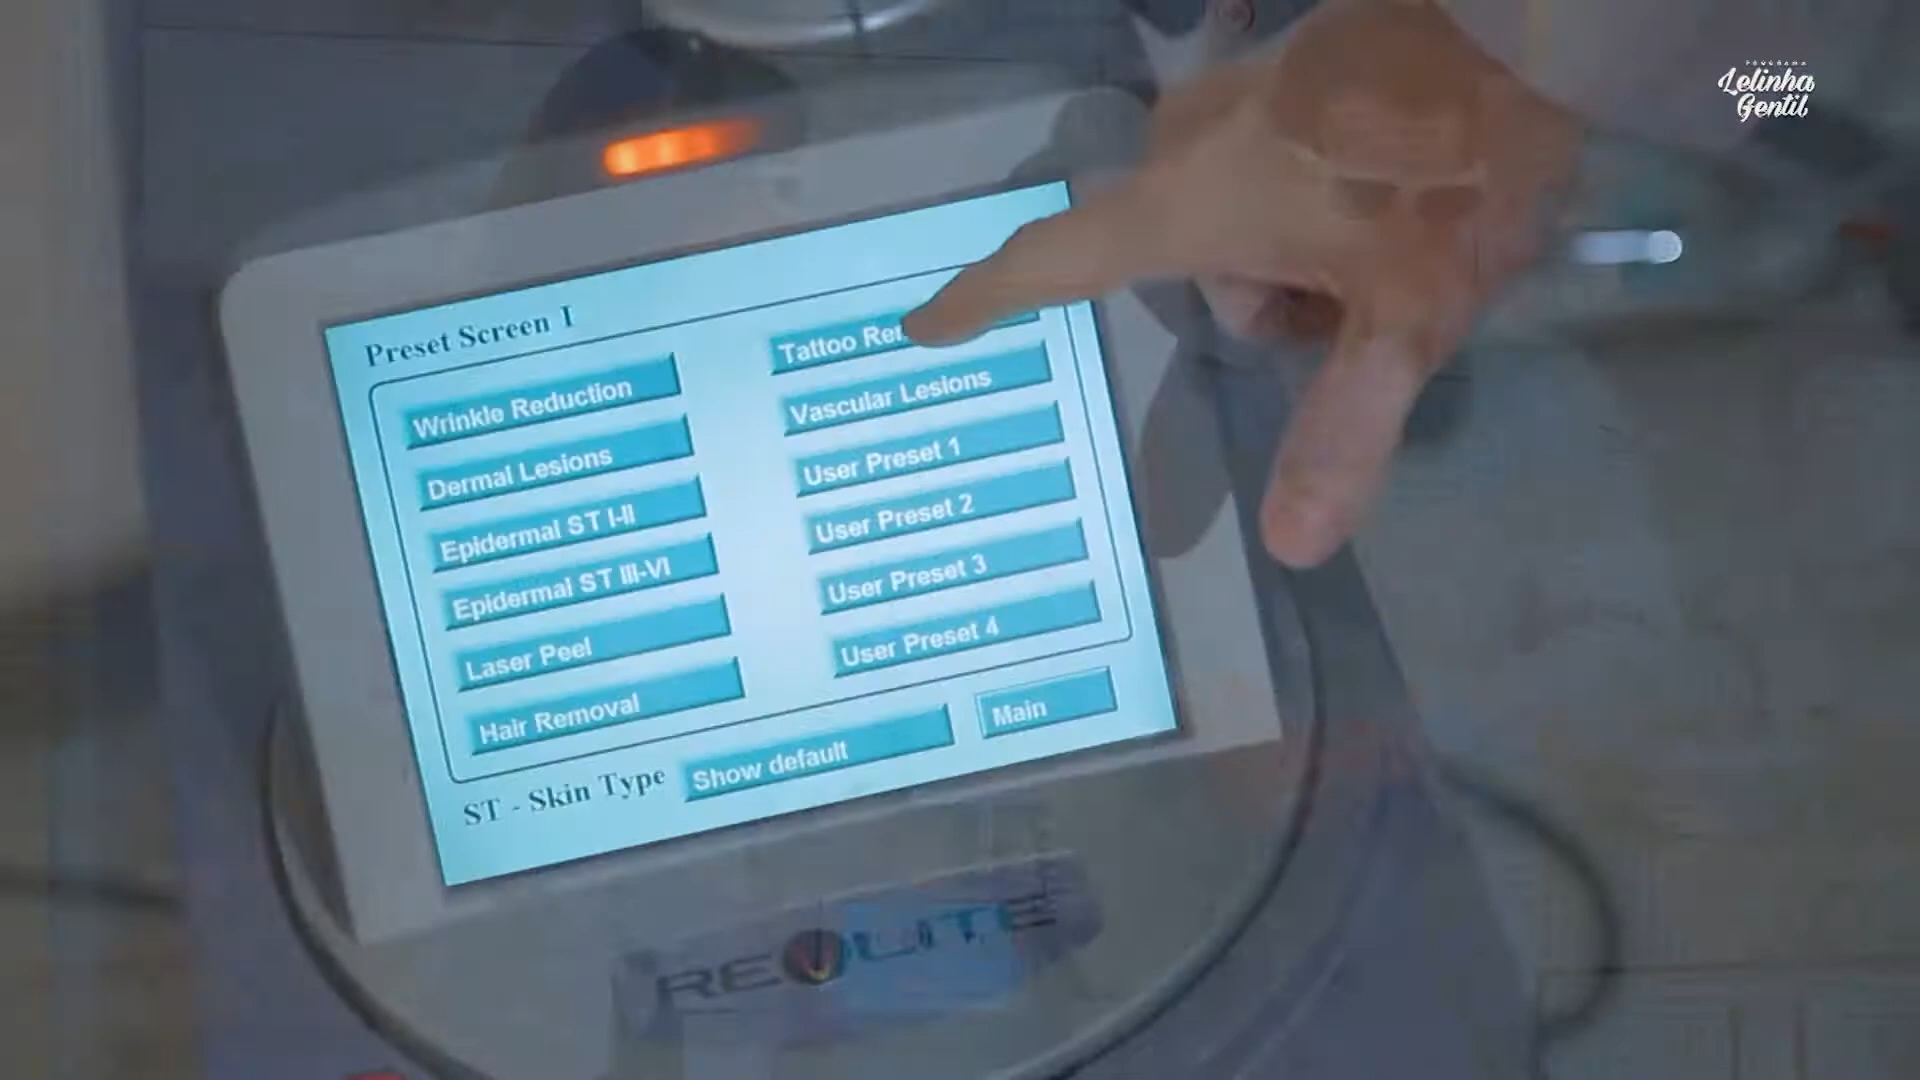 PROGRAMA
Lelinha
Gentil
Preset Screen I
Wrinkle Reduction
Dermal Lesions
Epidermal ST I-II
Epidermal ST III-VI
Laser Peel
Hair Removal
Tattoo
Vascular Lesions
User Preset 1
User Preset 2
User Preset 3
User Preset 4
ST - Skin Type
Show default
Main
REVLITE